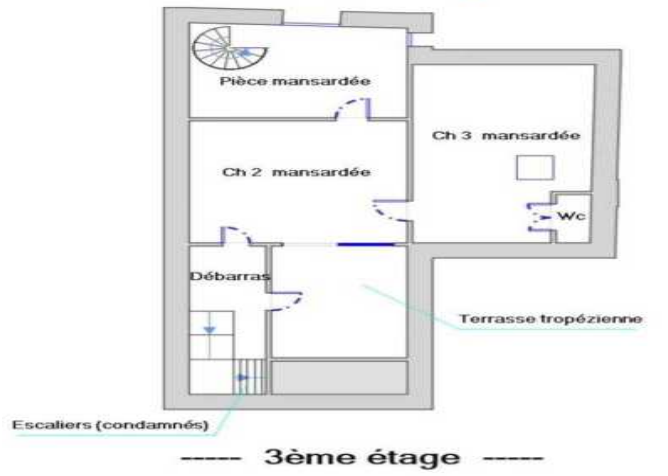 Pièce mansardée
Ch 3 mansardée
Ch 2 mansardée
Wc
Débarras
Terrasse tropézienne
Escaliers (condamnés)
----- 3ème étage -----